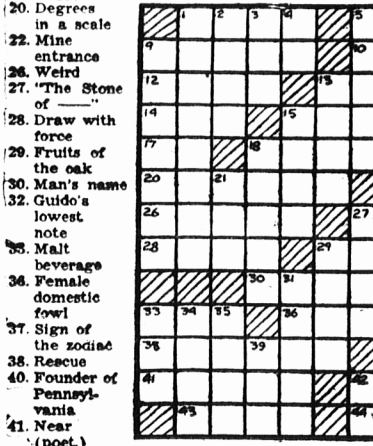 20. Degrees
in a scale
22. Mine
entrance
26. Weird
27. "The Stone
of ——"
28. Draw with
force
29. Fruits of
the oak
30. Man's name
32. Guido's
lowest
note
33. Malt
beverage
36. Female
domestic
fowl
37. Sign of
the zodiac
38. Rescue
40. Founder of
Pennsyl-
vania
41. Near
(poet.)
1 2 3 4 5
9 10
12 13
14 15
17 18
20 21
26 27
28 29
30 31
33 34 35 36
38 39
41 42
43 44